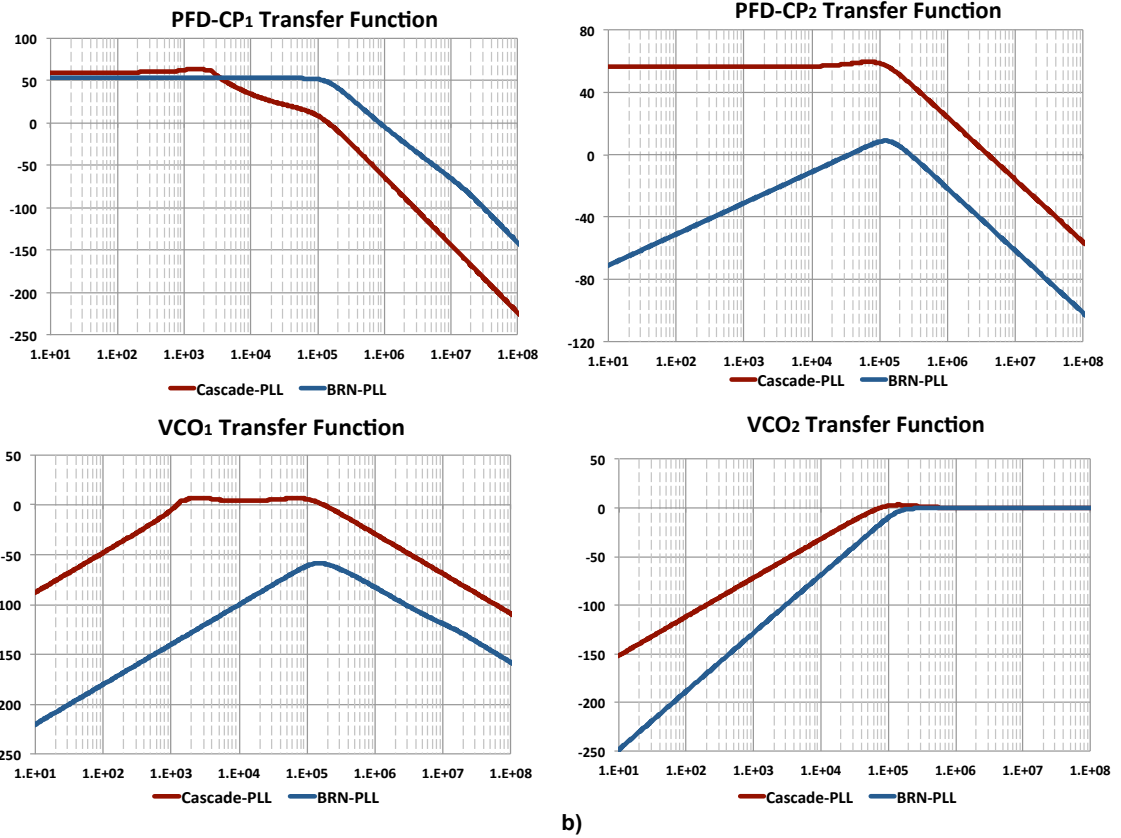 PFD-CP1 Transfer Function
100
50
0
-50
-100
-150
-200
-250
1.E+01 1.E+02 1.E+03 1.E+04 1.E+05 1.E+06 1.E+07 1.E+08
Cascade-PLL BRN-PLL
PFD-CP2 Transfer Function
80
40
0
-40
-80
-120
1.E+01 1.E+02 1.E+03 1.E+04 1.E+05 1.E+06 1.E+07 1.E+08
Cascade-PLL BRN-PLL
VCO1 Transfer Function
50
0
-50
100
150
200
250
1.E+01 1.E+02 1.E+03 1.E+04 1.E+05 1.E+06 1.E+07 1.E+08
Cascade-PLL BRN-PLL
VCO2 Transfer Function
50
0
-50
-100
-150
-200
-250
1.E+01 1.E+02 1.E+03 1.E+04 1.E+05 1.E+06 1.E+07 1.E+08
Cascade-PLL BRN-PLL
b)